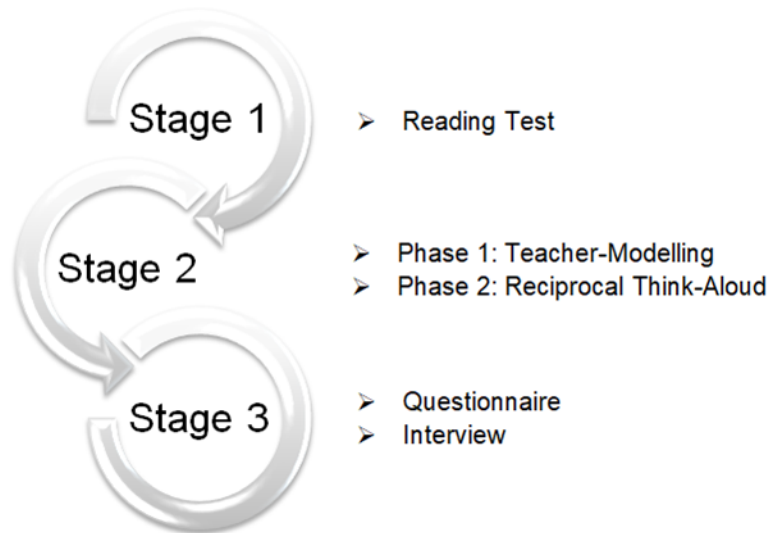 Stage 1
➢ Reading Test
Stage 2
➢ Phase 1: Teacher-Modelling
➢ Phase 2: Reciprocal Think-Aloud
Stage 3
➢ Questionnaire
➢ Interview